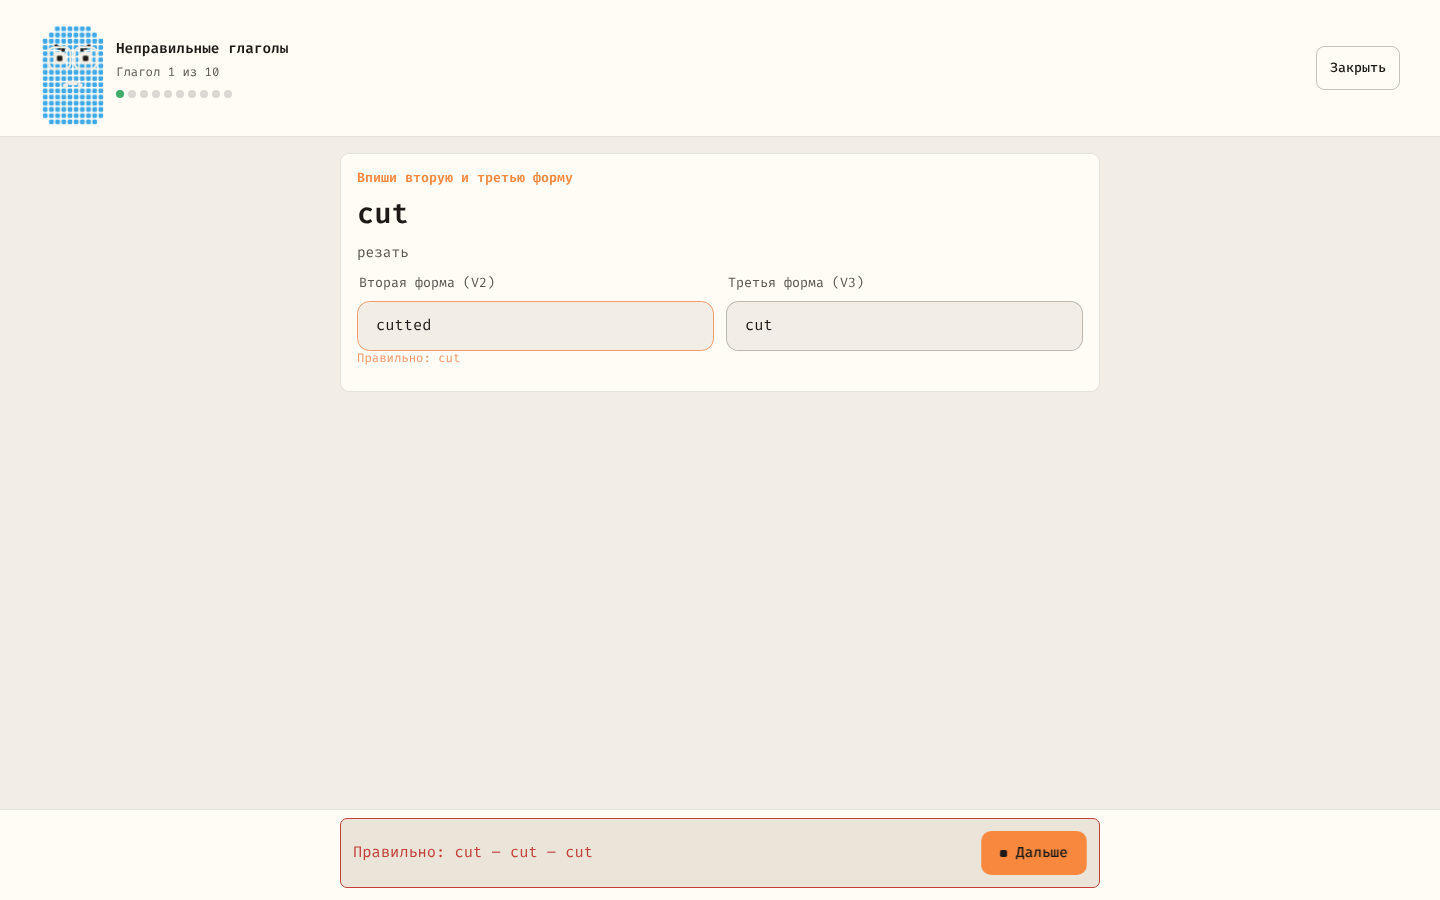 Неправильные глаголы
Глагол 1 из 10
Закрыть
Впиши вторую и третью форму
cut
резать
Вторая форма (V2)
Третья форма (V3)
cutted
cut
Правильно: cut
Правильно: cut — cut — cut
Дальше